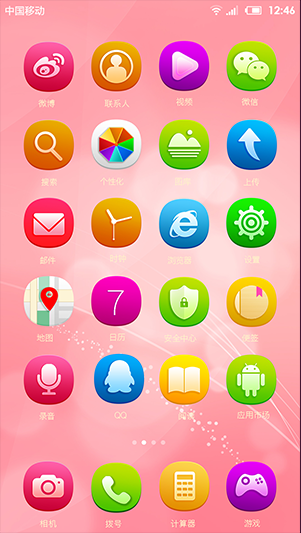 中国移动 12:46
微博 联系人 视频 微信
搜索 个性化 图库 上传
邮件 时钟 浏览器 设置
7
地图 日历 安全中心 便签
录音 QQ 阅读 应用市场
相机 拨号 计算器 游戏